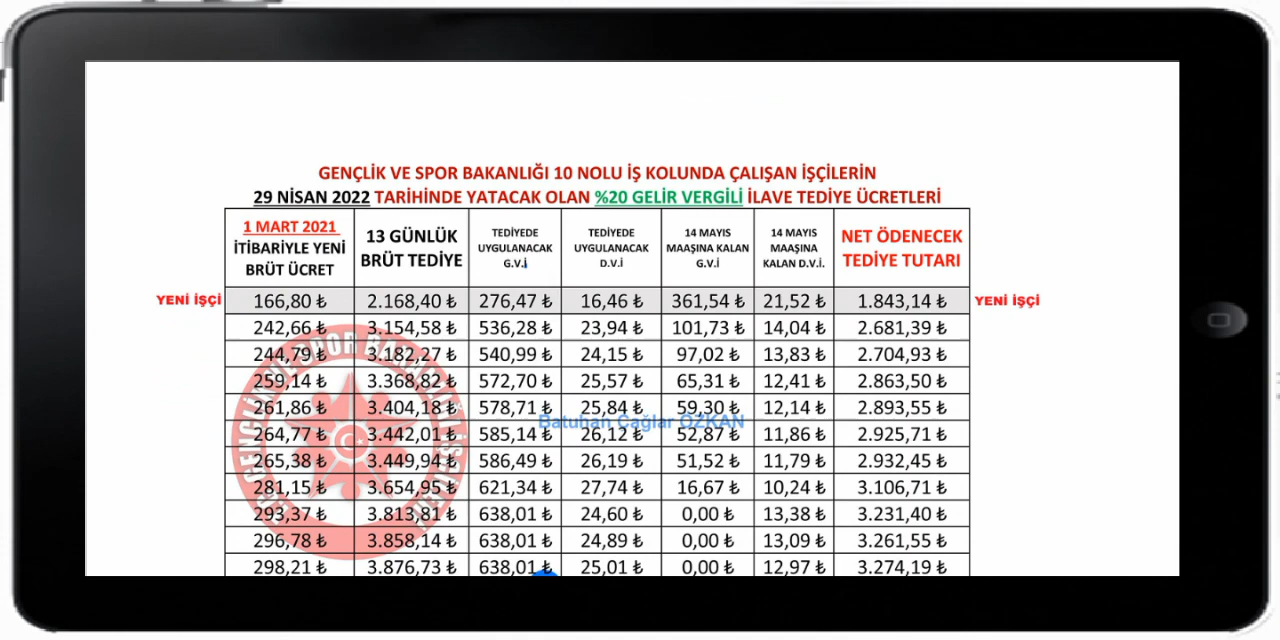 GENÇLİK VE SPOR BAKANLIĞI 10 NOLU İŞ KOLUNDA ÇALIŞAN İŞÇİLERİN
29 NİSAN 2022 TARİHİNDE YATACAK OLAN %20 GELİR VERGİLİ İLAVE TEDİYE ÜCRETLERİ
1 MART 2021 İTİBARİYLE YENİ BRÜT ÜCRET 13 GÜNLÜK BRÜT TEDİYE TEDİYEDE UYGULANACAK G.V.İ TEDİYEDE UYGULANACAK D.V.İ 14 MAYIS MAAŞINA KALAN G.V.İ 14 MAYIS MAAŞINA KALAN D.V.İ. NET ÖDENECEK TEDİYE TUTARI
YENİ İŞÇİ 166,80 ₺ 2.168,40 ₺ 276,47 ₺ 16,46 ₺ 361,54 ₺ 21,52 ₺ 1.843,14 ₺ YENİ İŞÇİ
242,66 ₺ 3.154,58 ₺ 536,28 ₺ 23,94 ₺ 101,73 ₺ 14,04 ₺ 2.681,39 ₺
244,79 ₺ 3.182,27 ₺ 540,99 ₺ 24,15 ₺ 97,02 ₺ 13,83 ₺ 2.704,93 ₺
259,14 ₺ 3.368,82 ₺ 572,70 ₺ 25,57 ₺ 65,31 ₺ 12,41 ₺ 2.863,50 ₺
261,86 ₺ 3.404,18 ₺ 578,71 ₺ 25,84 ₺ 59,30 ₺ 12,14 ₺ 2.893,55 ₺
Batuhan Çağlar ÖZKAN
264,77 ₺ 3.442,01 ₺ 585,14 ₺ 26,12 ₺ 52,87 ₺ 11,86 ₺ 2.925,71 ₺
265,38 ₺ 3.449,94 ₺ 586,49 ₺ 26,19 ₺ 51,52 ₺ 11,79 ₺ 2.932,45 ₺
281,15 ₺ 3.654,95 ₺ 621,34 ₺ 27,74 ₺ 16,67 ₺ 10,24 ₺ 3.106,71 ₺
293,37 ₺ 3.813,81 ₺ 638,01 ₺ 24,60 ₺ 0,00 ₺ 13,38 ₺ 3.231,40 ₺
296,78 ₺ 3.858,14 ₺ 638,01 ₺ 24,89 ₺ 0,00 ₺ 13,09 ₺ 3.261,55 ₺
298,21 ₺ 3.876,73 ₺ 638,01 ₺ 25,01 ₺ 0,00 ₺ 12,97 ₺ 3.274,19 ₺
GENÇLİK VE SPOR BAKANLIĞI İŞÇİLERİ